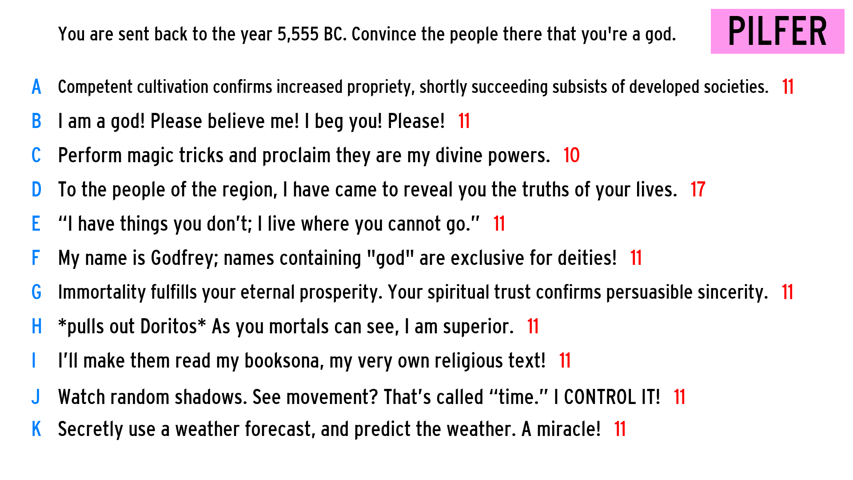 You are sent back to the year 5,555 BC. Convince the people there that you're a god.
PILFER
A Competent cultivation confirms increased propriety, shortly succeeding subsists of developed societies. 11
B I am a god! Please believe me! I beg you! Please! 11
C Perform magic tricks and proclaim they are my divine powers. 10
D To the people of the region, I have came to reveal you the truths of your lives. 17
E “I have things you don’t; I live where you cannot go.” 11
F My name is Godfrey; names containing "god" are exclusive for deities! 11
G Immortality fulfills your eternal prosperity. Your spiritual trust confirms persuasible sincerity. 11
H *pulls out Doritos* As you mortals can see, I am superior. 11
I I’ll make them read my booksona, my very own religious text! 11
J Watch random shadows. See movement? That’s called “time.” I CONTROL IT! 11
K Secretly use a weather forecast, and predict the weather. A miracle! 11